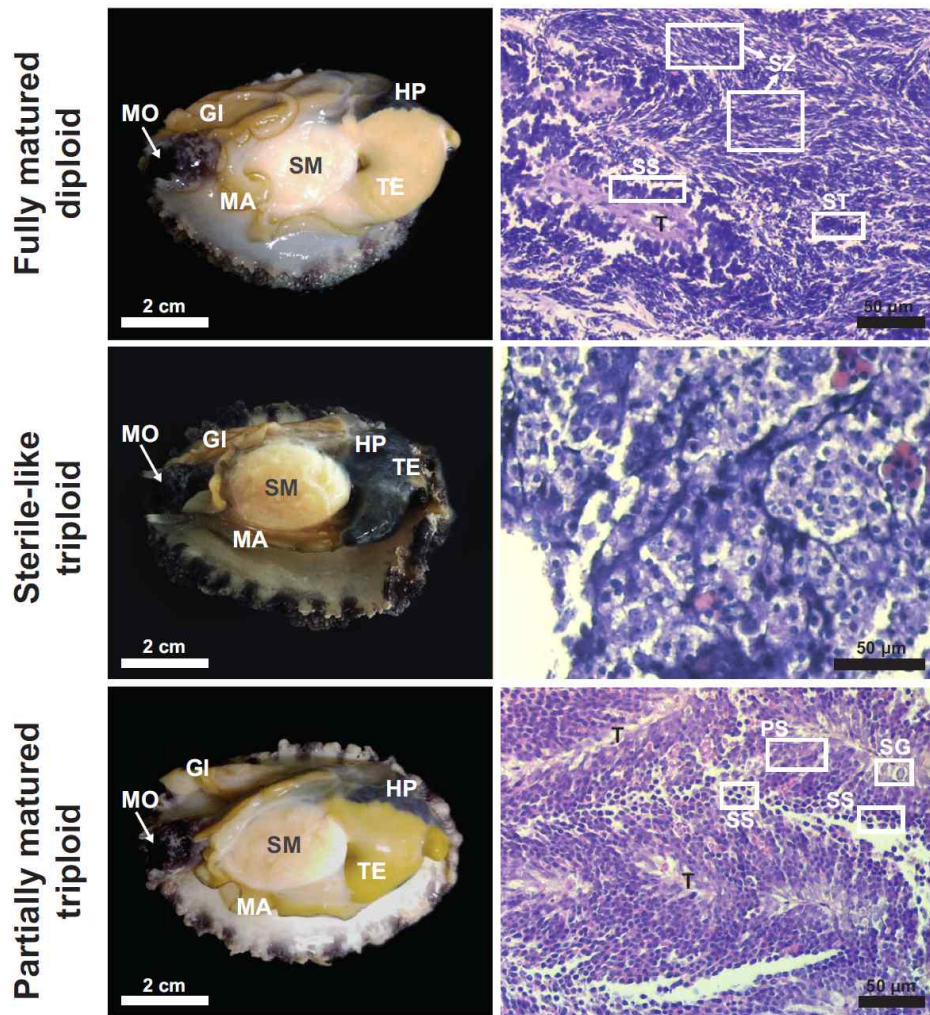 Fully matured
diploid
MO
GI
HP
SM
MA
TE
2 cm
SZ
SS
T
ST
50 µm
Sterile-like
triploid
MO
GI
HP
TE
SM
MA
2 cm
50 µm
Partially matured
triploid
GI
MO
HP
SM
TE
MA
2 cm
T
PS
SG
SS
SS
T
50 µm